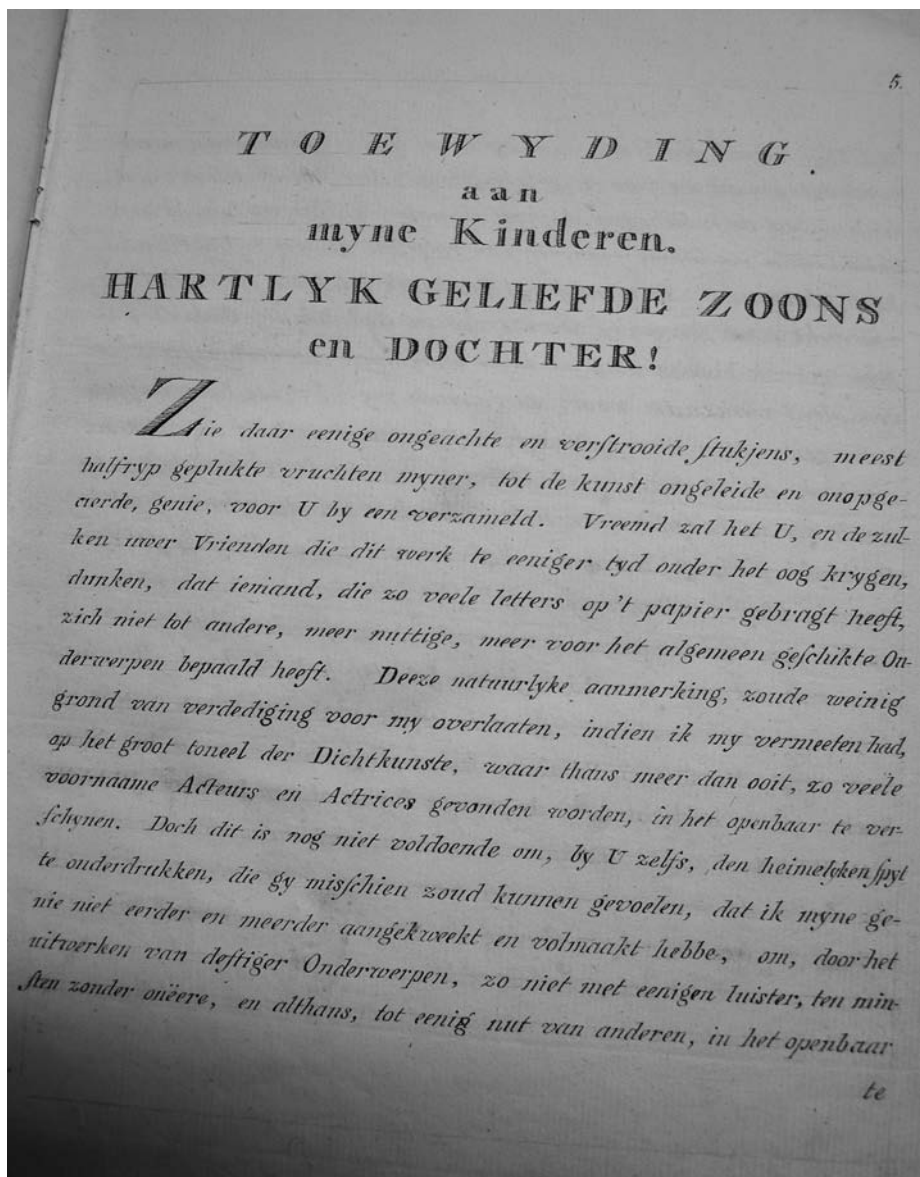 5.
TOEWYDING.
aan
myne Kinderen.
HARTLYK GELIEFDE ZOONS
en DOCHTER!
Zie daar eenige ongeachte en verſtrooide ſtukjens, meest
halfryp geplukte vruchten myner, tot de kunst ongeleide en onopge-
cierde, genie, voor U by een verzameld. Vreemd zal het U, en de zul-
ken uwer Vrienden die dit werk te eeniger tyd onder het oog krygen,
dunken, dat iemand, die zo veele letters op't papier gebragt heeft,
zich niet tot andere, meer nuttige, meer voor het algemeen geſchikte On-
derwerpen bepaald heeft. Deeze natuurlyke aanmerking, zoude weinig
grond van verdediging voor my overlaaten, indien ik my vermeeten had,
op het groot toneel der Dichtkunste, waar thans meer dan ooit, zo veele
voornaame Acteurs en Actrices gevonden worden, in het openbaar te ver-
ſchynen. Doch dit is nog niet voldoende om, by U zelfs, den heimelyken ſpyt
te onderdrukken, die gy misſchien zoud kunnen gevoelen, dat ik myne ge-
nie niet eerder en meerder aangekweekt en volmaakt hebbe, om, door het
uitwerken van deftiger Onderwerpen, zo niet met eenigen luister, ten min-
ſten zonder onëere, en althans, tot eenig nut van anderen, in het openbaar
te